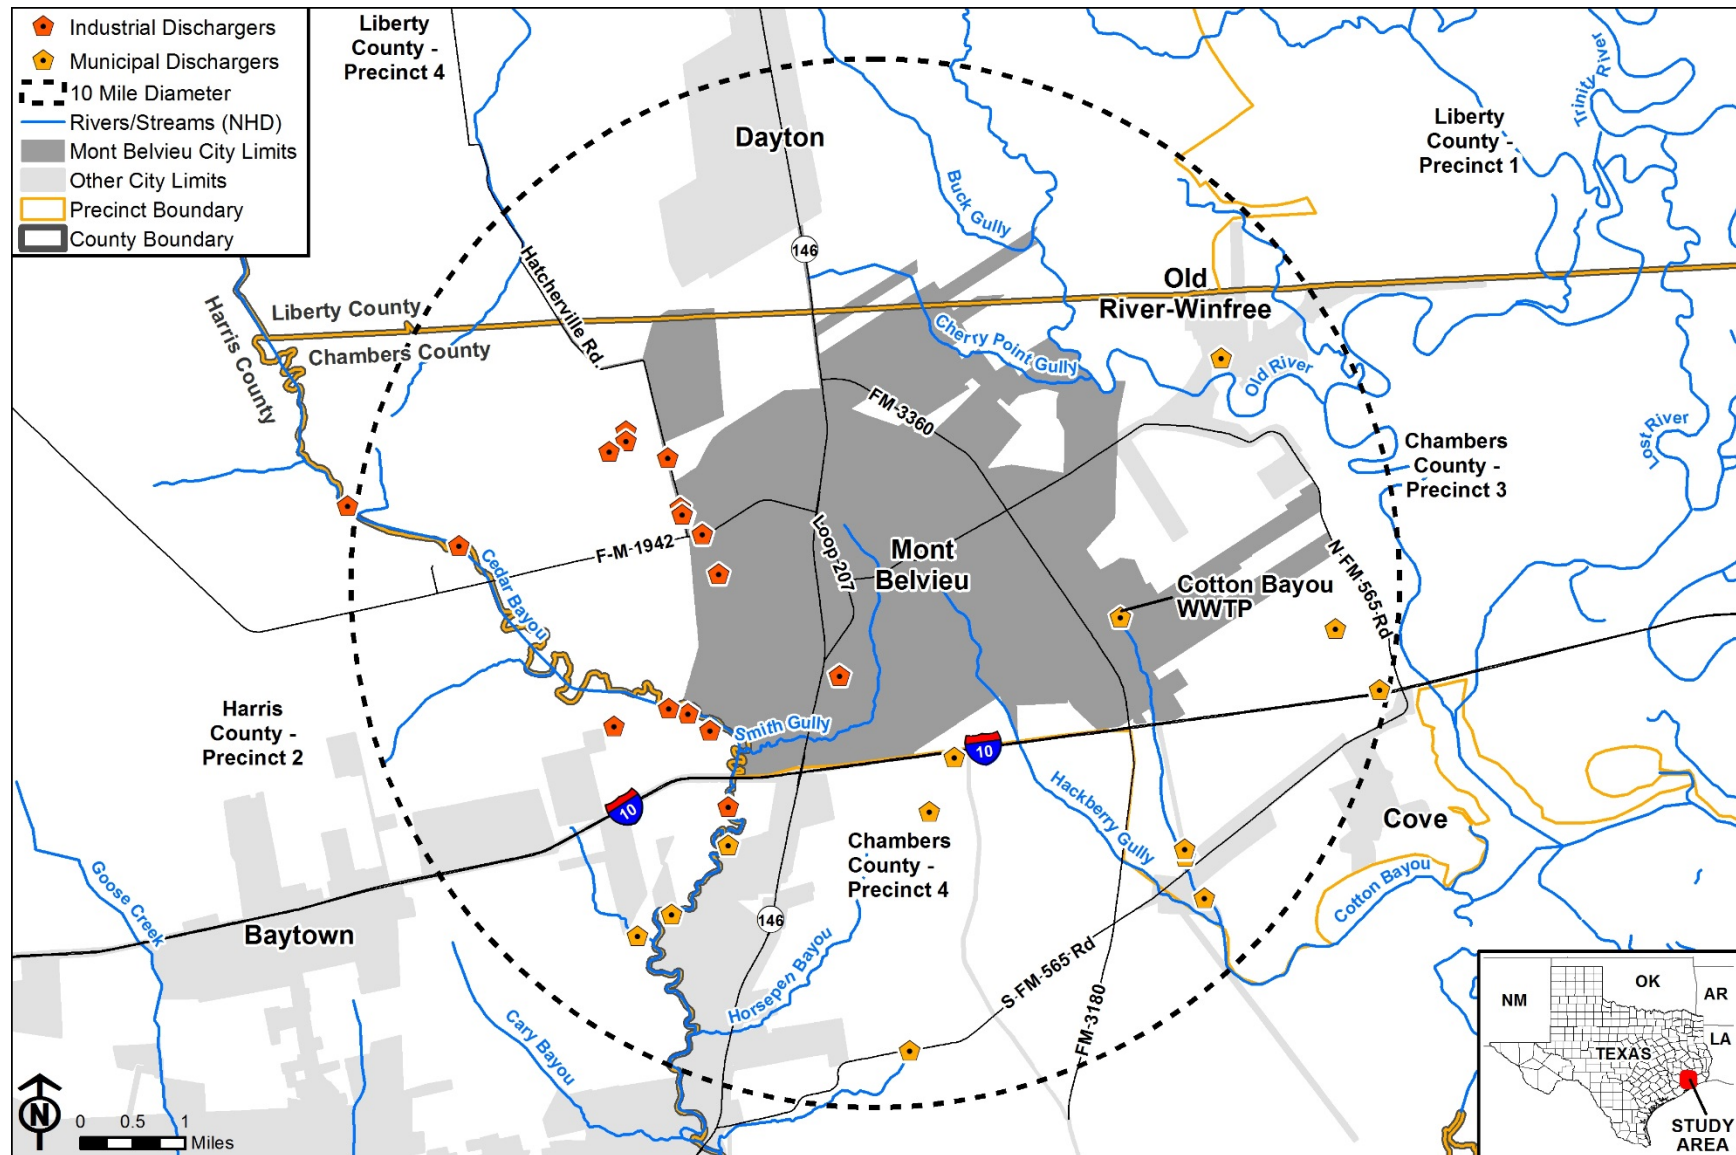 Industrial Dischargers
Municipal Dischargers
10 Mile Diameter
Rivers/Streams (NHD)
Mont Belvieu City Limits
Other City Limits
Precinct Boundary
County Boundary
Liberty
County -
Precinct 4
Dayton
Liberty
County -
Precinct 1
Trinity River
Buck Gully
146
Hatcherville Rd
Old
River-Winfree
Liberty County
Harris County
Chambers County
Cherry Point Gully
Old River
FM-3360
Lost River
Chambers
County -
Precinct 3
F-M-1942
Loop 207
Mont
Belvieu
N-FM-565-Rd
Cedar Bayou
Cotton Bayou
WWTP
Harris
County -
Precinct 2
Smith Gully
10
10
Hackberry Gully
Cove
Chambers
County -
Precinct 4
Goose Creek
Baytown
146
Cotton Bayou
Horsepen Bayou
S-FM-565-Rd
Cary Bayou
FM-3180
N
0 0.5 1
Miles
NM
OK
AR
LA
TEXAS
STUDY
AREA